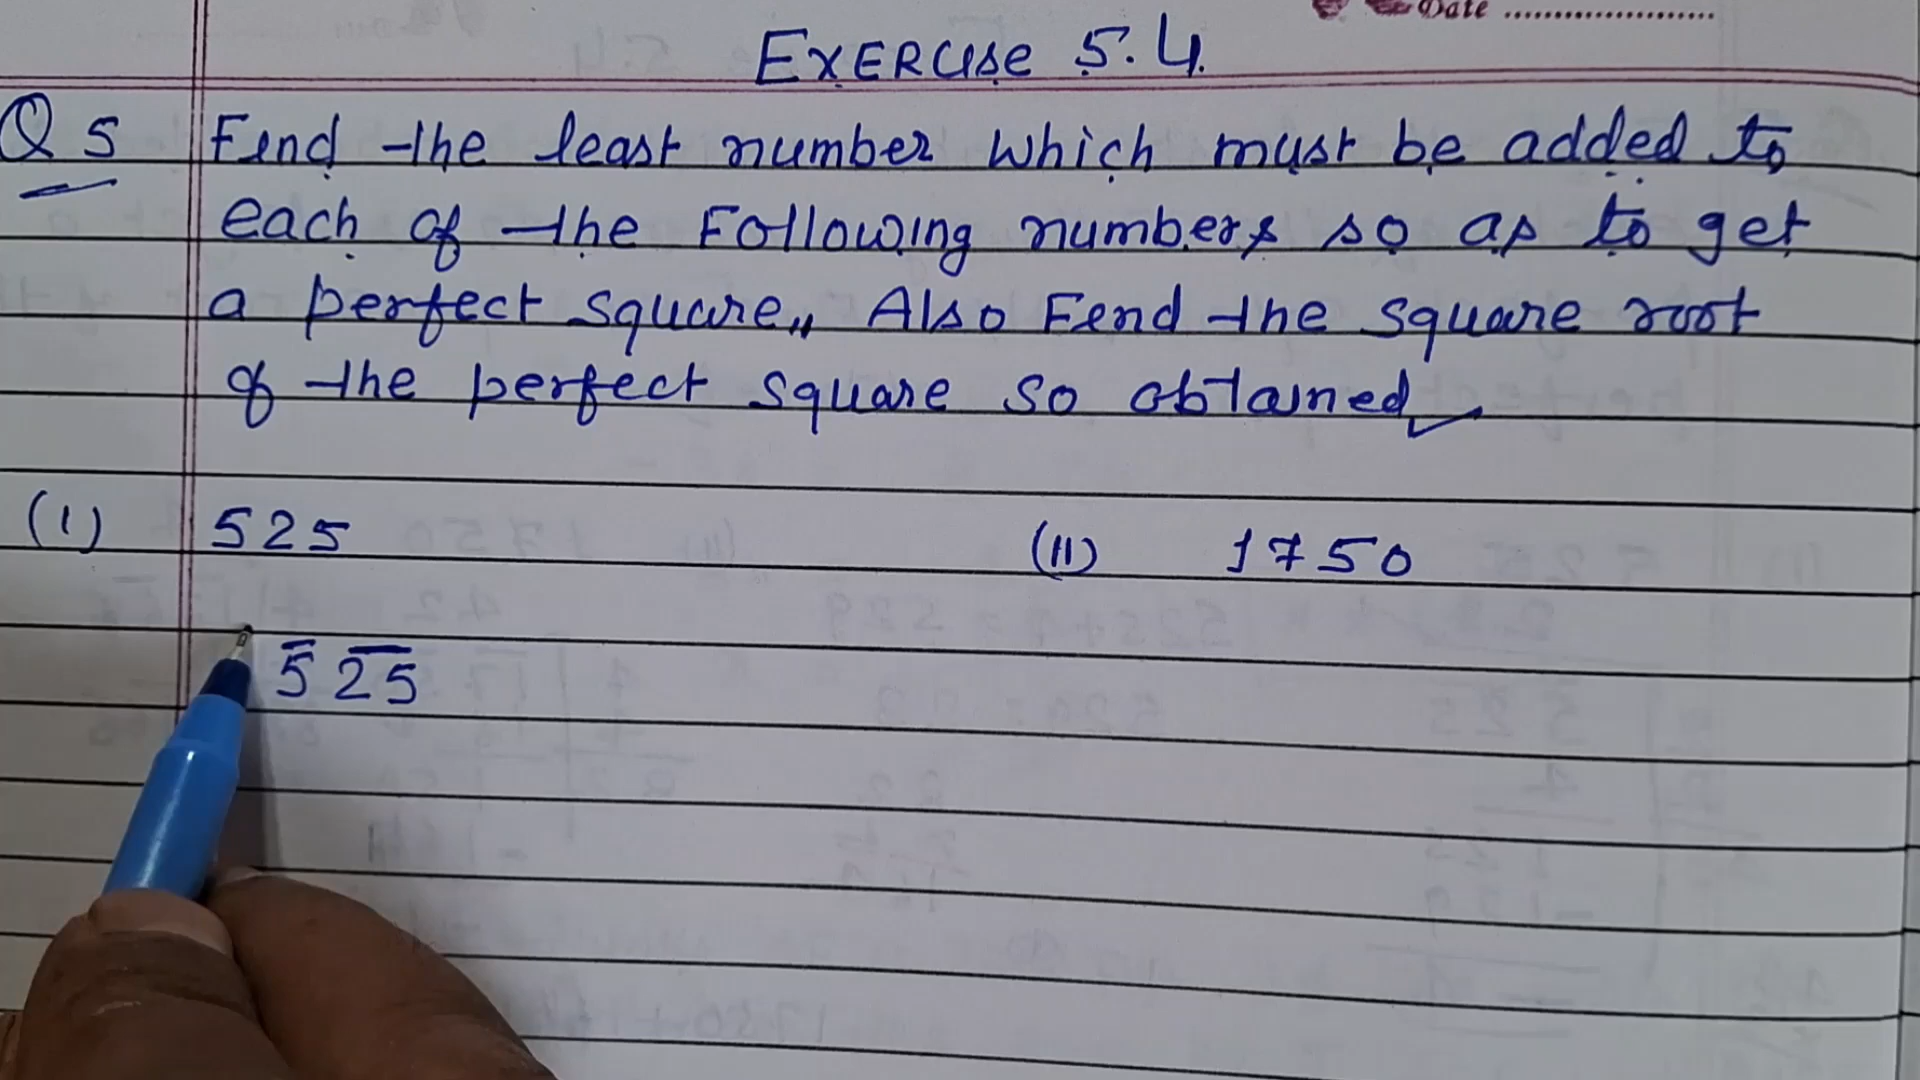 Date
EXERCISE 5.4.
Q5 Find the least number which must be added to
each of the Following numbers so as to get
a perfect square,, Also Find the square root
of the perfect square so obtained
(I) 525 (II) 1750
5 25